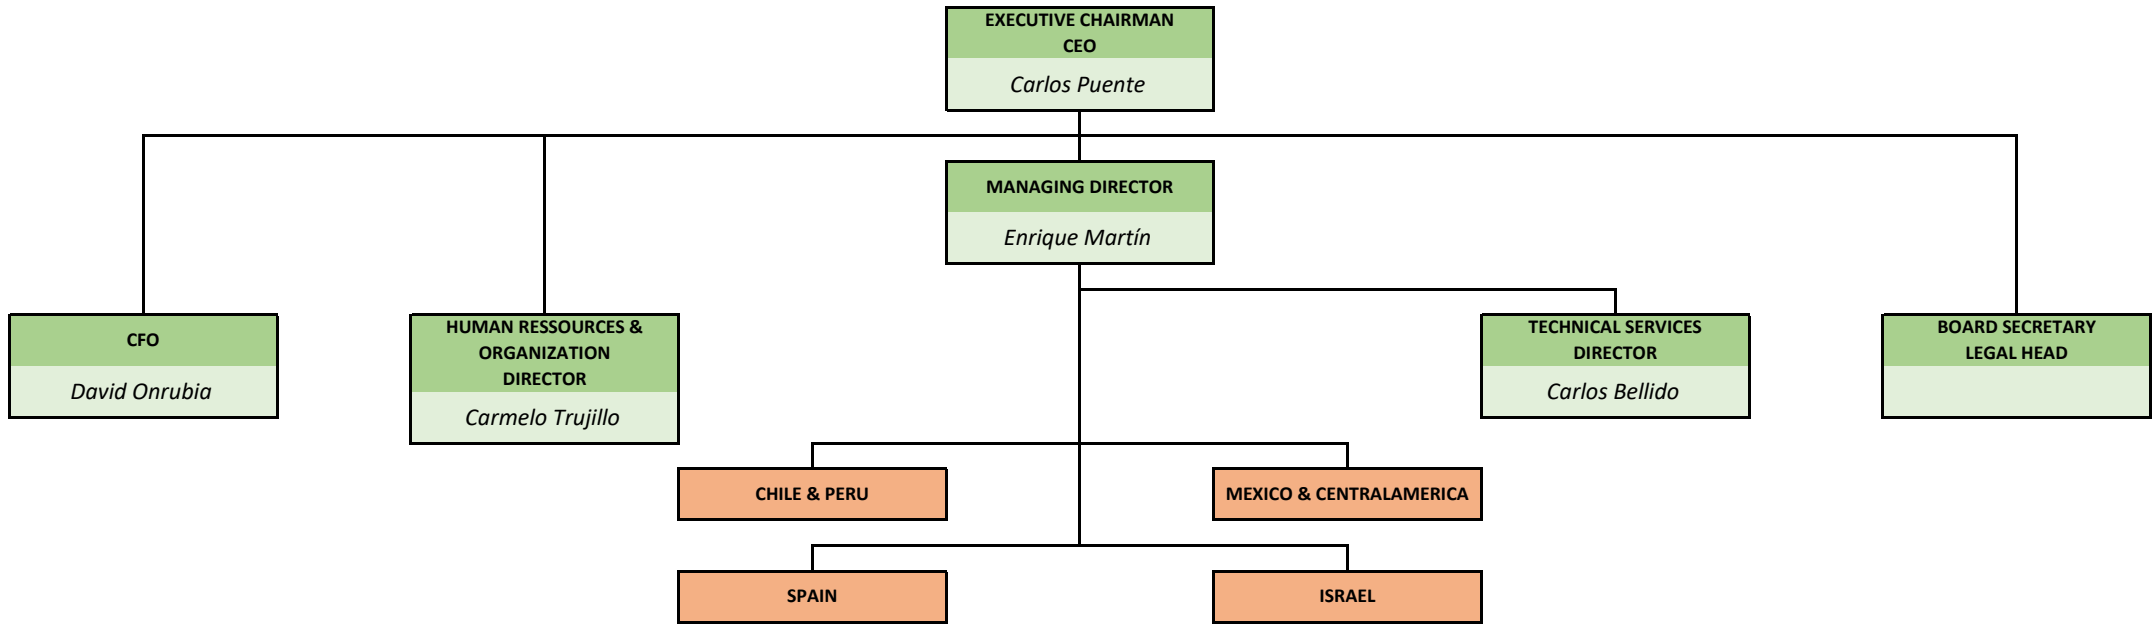 EXECUTIVE CHAIRMAN
CEO
Carlos Puente
MANAGING DIRECTOR
Enrique Martín
CFO
David Onrubia
HUMAN RESSOURCES &
ORGANIZATION
DIRECTOR
Carmelo Trujillo
TECHNICAL SERVICES
DIRECTOR
Carlos Bellido
BOARD SECRETARY
LEGAL HEAD
CHILE & PERU
MEXICO & CENTRALAMERICA
SPAIN
ISRAEL